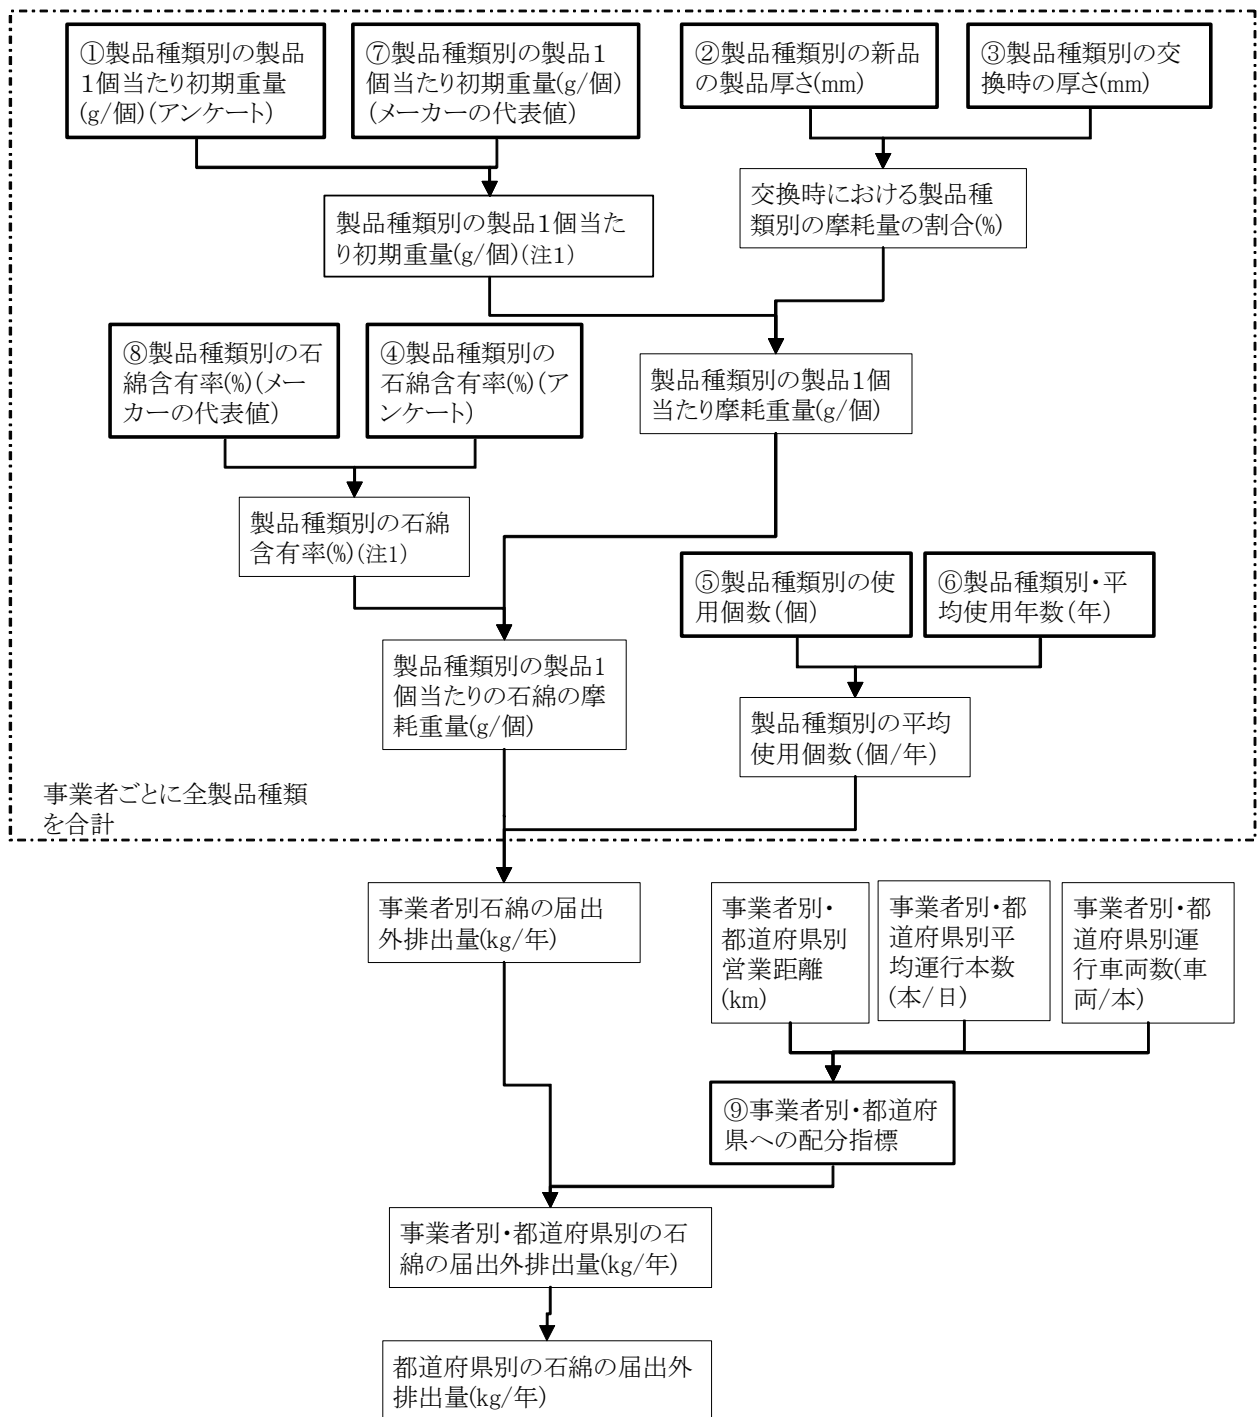 ①製品種類別の製品
1個当たり初期重量
(g/個)(アンケート)
⑦製品種類別の製品1
個当たり初期重量(g/個)
(メーカーの代表値)
②製品種類別の新品
の製品厚さ(mm)
③製品種類別の交
換時の厚さ(mm)
製品種類別の製品1個当た
り初期重量(g/個)(注1)
交換時における製品種
類別の摩耗量の割合(%)
⑧製品種類別の石
綿含有率(%)(メー
カーの代表値)
④製品種類別の
石綿含有率(%)(ア
ンケート)
製品種類別の製品1個
当たり摩耗重量(g/個)
製品種類別の石綿
含有率(%)(注1)
⑤製品種類別の使
用個数(個)
⑥製品種類別・平
均使用年数(年)
製品種類別の製品1
個当たりの石綿の摩
耗重量(g/個)
製品種類別の平均
使用個数(個/年)
事業者ごとに全製品種類
を合計
事業者別石綿の届出
外排出量(kg/年)
事業者別・
都道府県別
営業距離
(km)
事業者別・都
道府県別平
均運行本数
(本/日)
事業者別・都
道府県別運
行車両数(車
両/本)
⑨事業者別・都道府
県への配分指標
事業者別・都道府県別の石
綿の届出外排出量(kg/年)
都道府県別の石綿の届出外
排出量(kg/年)